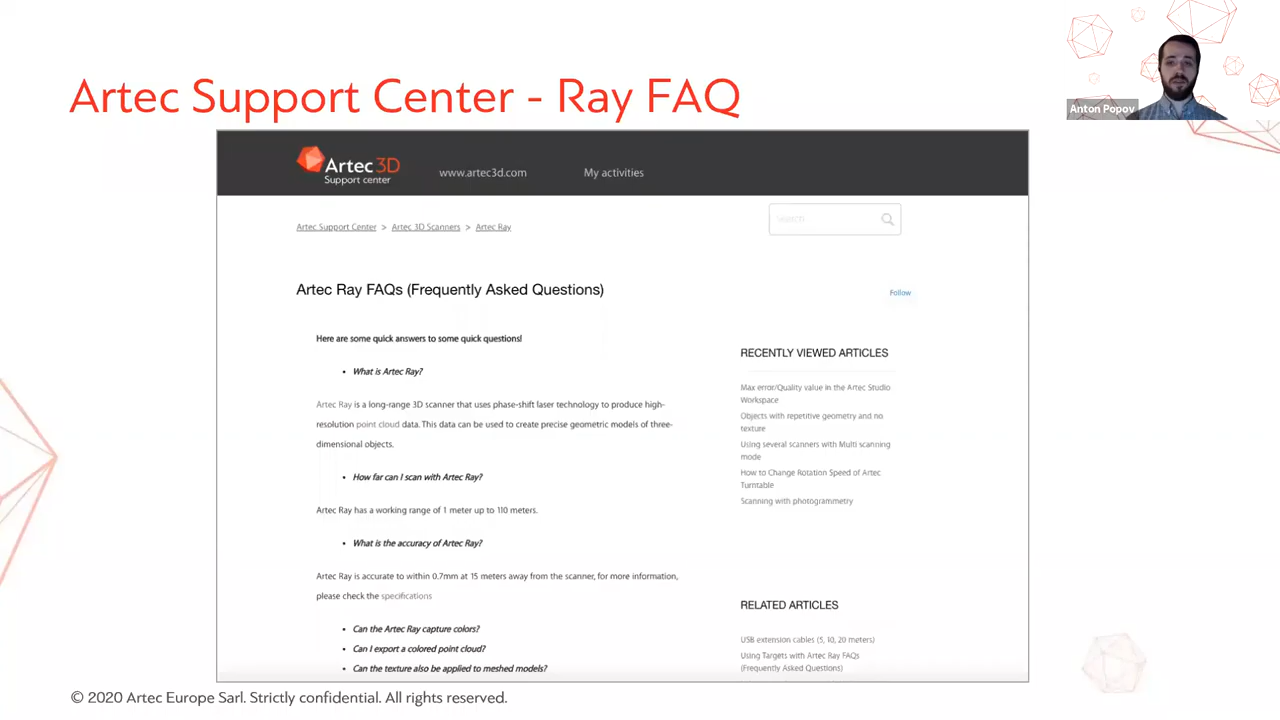 Artec Support Center - Ray FAQ
Anton Popov
Artec 3D
Support center
www.artec3d.com
My activities
Artec Support Center > Artec 3D Scanners > Artec Ray
Search
Artec Ray FAQs (Frequently Asked Questions)
Follow
Here are some quick answers to some quick questions!
• What is Artec Ray?
Artec Ray is a long-range 3D scanner that uses phase-shift laser technology to produce high-
resolution point cloud data. This data can be used to create precise geometric models of three-
dimensional objects.
• How far can I scan with Artec Ray?
Artec Ray has a working range of 1 meter up to 110 meters.
• What is the accuracy of Artec Ray?
Artec Ray is accurate to within 0.7mm at 15 meters away from the scanner, for more information,
please check the specifications
• Can the Artec Ray capture colors?
• Can I export a colored point cloud?
• Can the texture also be applied to meshed models?
RECENTLY VIEWED ARTICLES
Max error/Quality value in the Artec Studio
Workspace
Objects with repetitive geometry and no
texture
Using several scanners with Multi scanning
mode
How to Change Rotation Speed of Artec
Turntable
Scanning with photogrammetry
RELATED ARTICLES
USB extension cables (5, 10, 20 meters)
Using Targets with Artec Ray FAQs
(Frequently Asked Questions)
© 2020 Artec Europe Sarl. Strictly confidential. All rights reserved.